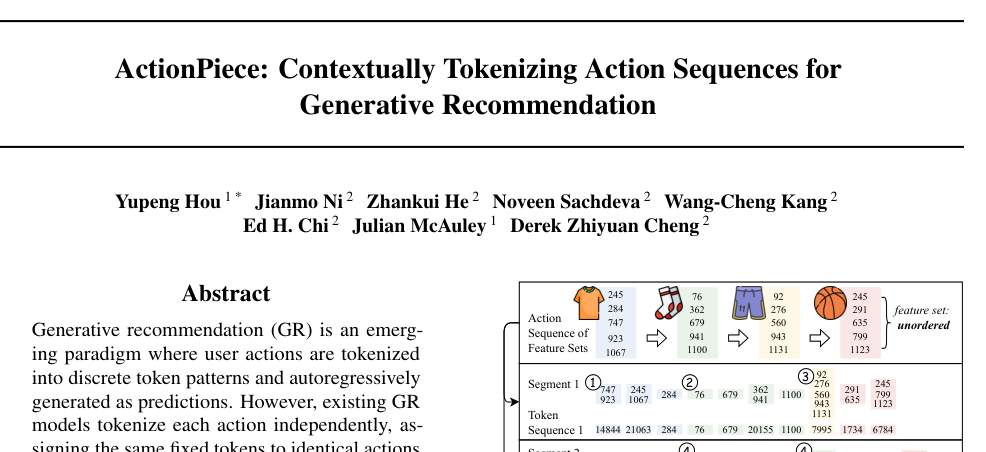 ActionPiece: Contextually Tokenizing Action Sequences for
Generative Recommendation
Yupeng Hou 1 * Jianmo Ni 2 Zhankui He 2 Noveen Sachdeva 2 Wang-Cheng Kang 2
Ed H. Chi 2 Julian McAuley 1 Derek Zhiyuan Cheng 2
Abstract
Generative recommendation (GR) is an emerg-
ing paradigm where user actions are tokenized
into discrete token patterns and autoregressively
generated as predictions. However, existing GR
models tokenize each action independently, as-
signing the same fixed tokens to identical actions
Action
Sequence of
Feature Sets
245
284
747
923
1067
76
362
679
941
1100
92
276
560
943
1131
245
291
635
799
1123
feature set:
unordered
Segment 1
①
747
923
245
1067
284
②
76
679
362
941
1100
③
92
276
560
943
1131
291
635
245
799
1123
Token
Sequence 1
14844 21063 284 76 679 20155 1100 7995 1734 6784